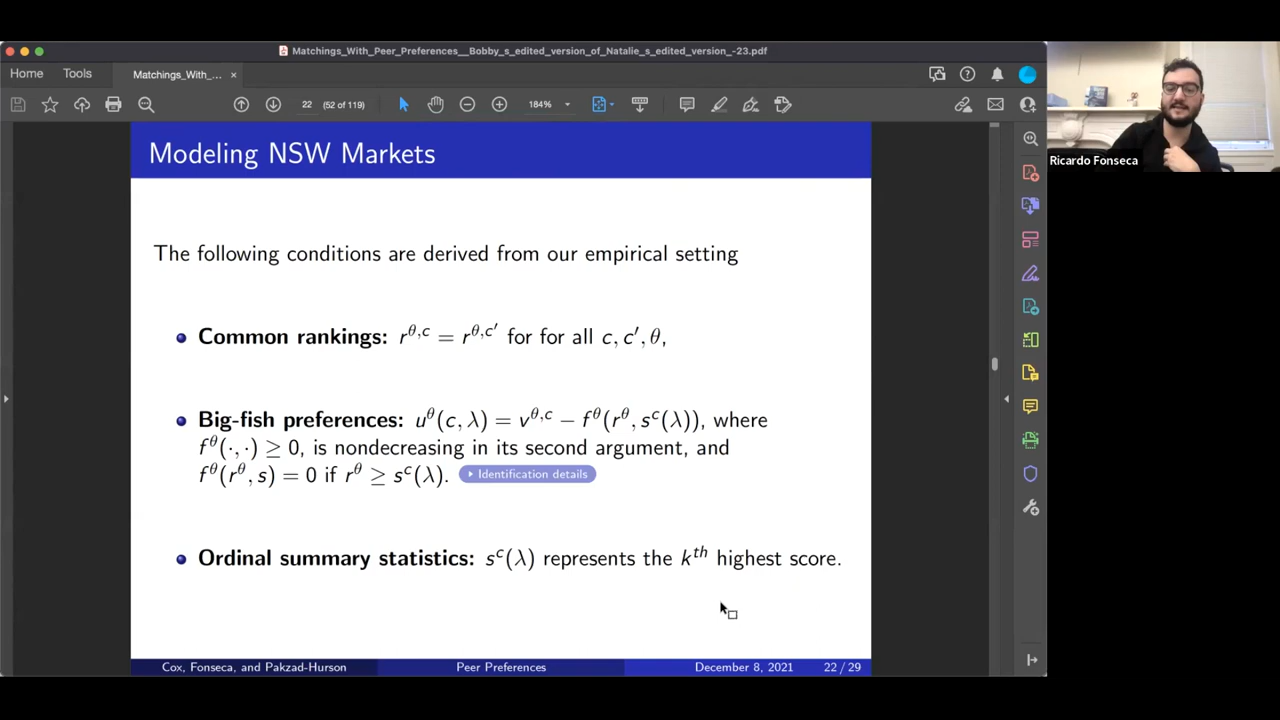 Matchings_With_Peer_Preferences__Bobby_s_edited_version_of_Natalie_s_edited_version_-23.pdf
Home Tools Matchings_With_... ×
22 (52 of 119) 184%
Modeling NSW Markets
The following conditions are derived from our empirical setting
Common rankings: r^{θ,c} = r^{θ,c′} for for all c, c′, θ,
Big-fish preferences: u^θ(c, λ) = v^{θ,c} − f^θ(r^θ, s^c(λ)), where
f^θ(·, ·) ≥ 0, is nondecreasing in its second argument, and
f^θ(r^θ, s) = 0 if r^θ ≥ s^c(λ). Identification details
Ordinal summary statistics: s^c(λ) represents the k^{th} highest score.
Cox, Fonseca, and Pakzad-Hurson Peer Preferences December 8, 2021 22 / 29
Ricardo Fonseca